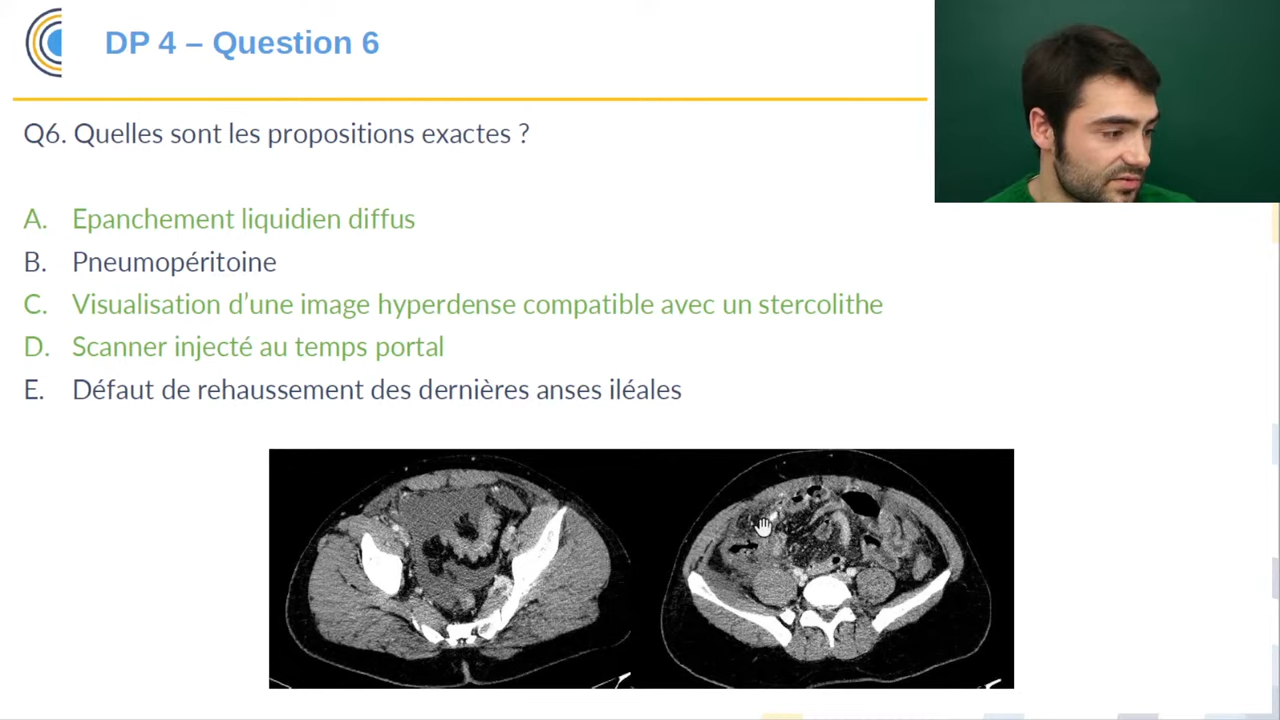 DP 4 – Question 6
Q6. Quelles sont les propositions exactes ?
A. Epanchement liquidien diffus
B. Pneumopéritoine
C. Visualisation d’une image hyperdense compatible avec un stercolithe
D. Scanner injecté au temps portal
E. Défaut de rehaussement des dernières anses iléales